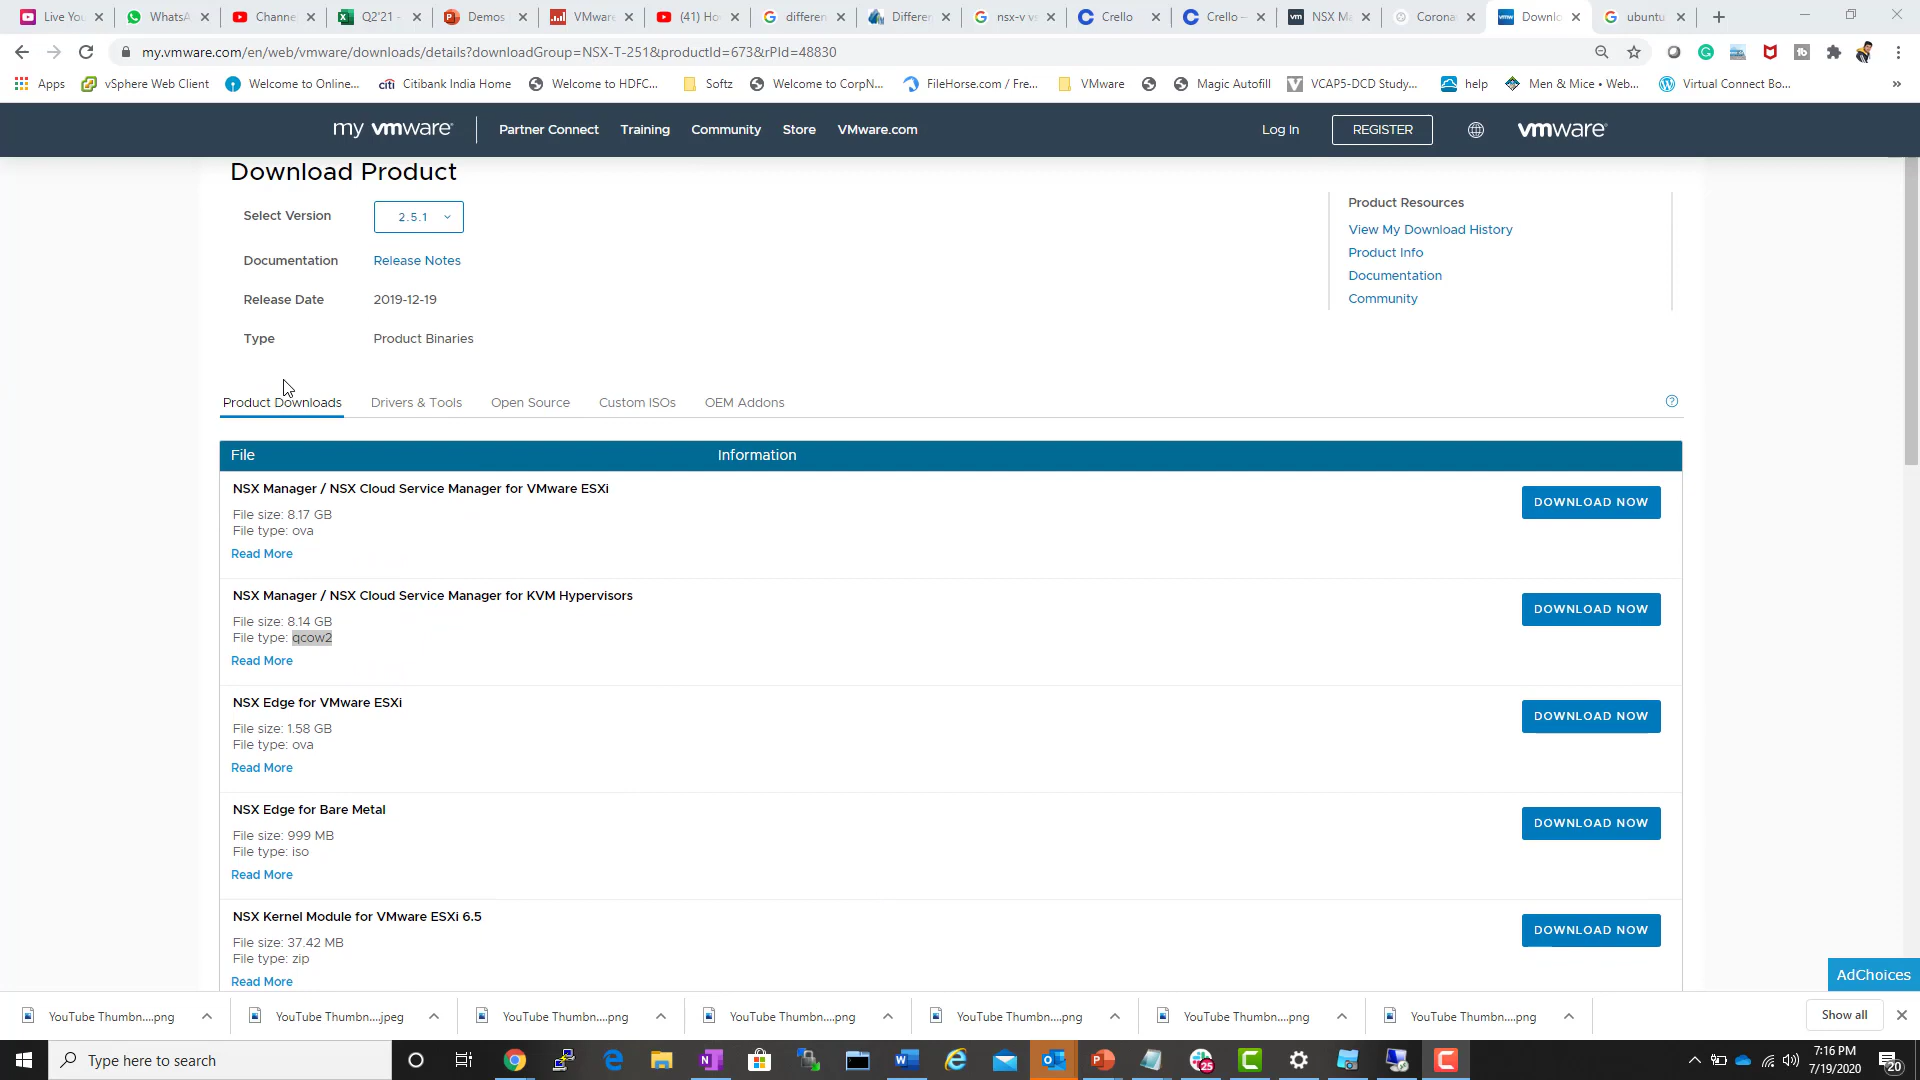 Live You
WhatsA
Channe
Q2'21 -
Demos
VMware
(41) Ho
differen
Differen
nsx-v vs
Crello
Crello –
NSX Ma
Corona
Downlo
ubuntu
my.vmware.com/en/web/vmware/downloads/details?downloadGroup=NSX-T-251&productId=673&rPId=48830
Apps
vSphere Web Client
Welcome to Online...
citi Citibank India Home
Welcome to HDFC...
Softz
Welcome to CorpN...
FileHorse.com / Fre...
VMware
Magic Autofill
VCAP5-DCD Study...
help
Men & Mice • Web...
Virtual Connect Bo...
»
my vmware®
Partner Connect
Training
Community
Store
VMware.com
Log In
REGISTER
vmware®
Download Product
Select Version 2.5.1
Documentation Release Notes
Release Date 2019-12-19
Type Product Binaries
Product Resources
View My Download History
Product Info
Documentation
Community
Product Downloads
Drivers & Tools
Open Source
Custom ISOs
OEM Addons
File Information
NSX Manager / NSX Cloud Service Manager for VMware ESXi
File size: 8.17 GB
File type: ova
Read More
DOWNLOAD NOW
NSX Manager / NSX Cloud Service Manager for KVM Hypervisors
File size: 8.14 GB
File type: qcow2
Read More
DOWNLOAD NOW
NSX Edge for VMware ESXi
File size: 1.58 GB
File type: ova
Read More
DOWNLOAD NOW
NSX Edge for Bare Metal
File size: 999 MB
File type: iso
Read More
DOWNLOAD NOW
NSX Kernel Module for VMware ESXi 6.5
File size: 37.42 MB
File type: zip
Read More
DOWNLOAD NOW
AdChoices
YouTube Thumbn....png
YouTube Thumbn....jpeg
YouTube Thumbn....png
YouTube Thumbn....png
YouTube Thumbn....png
YouTube Thumbn....png
YouTube Thumbn....png
Show all
Type here to search
25
7:16 PM
7/19/2020
20